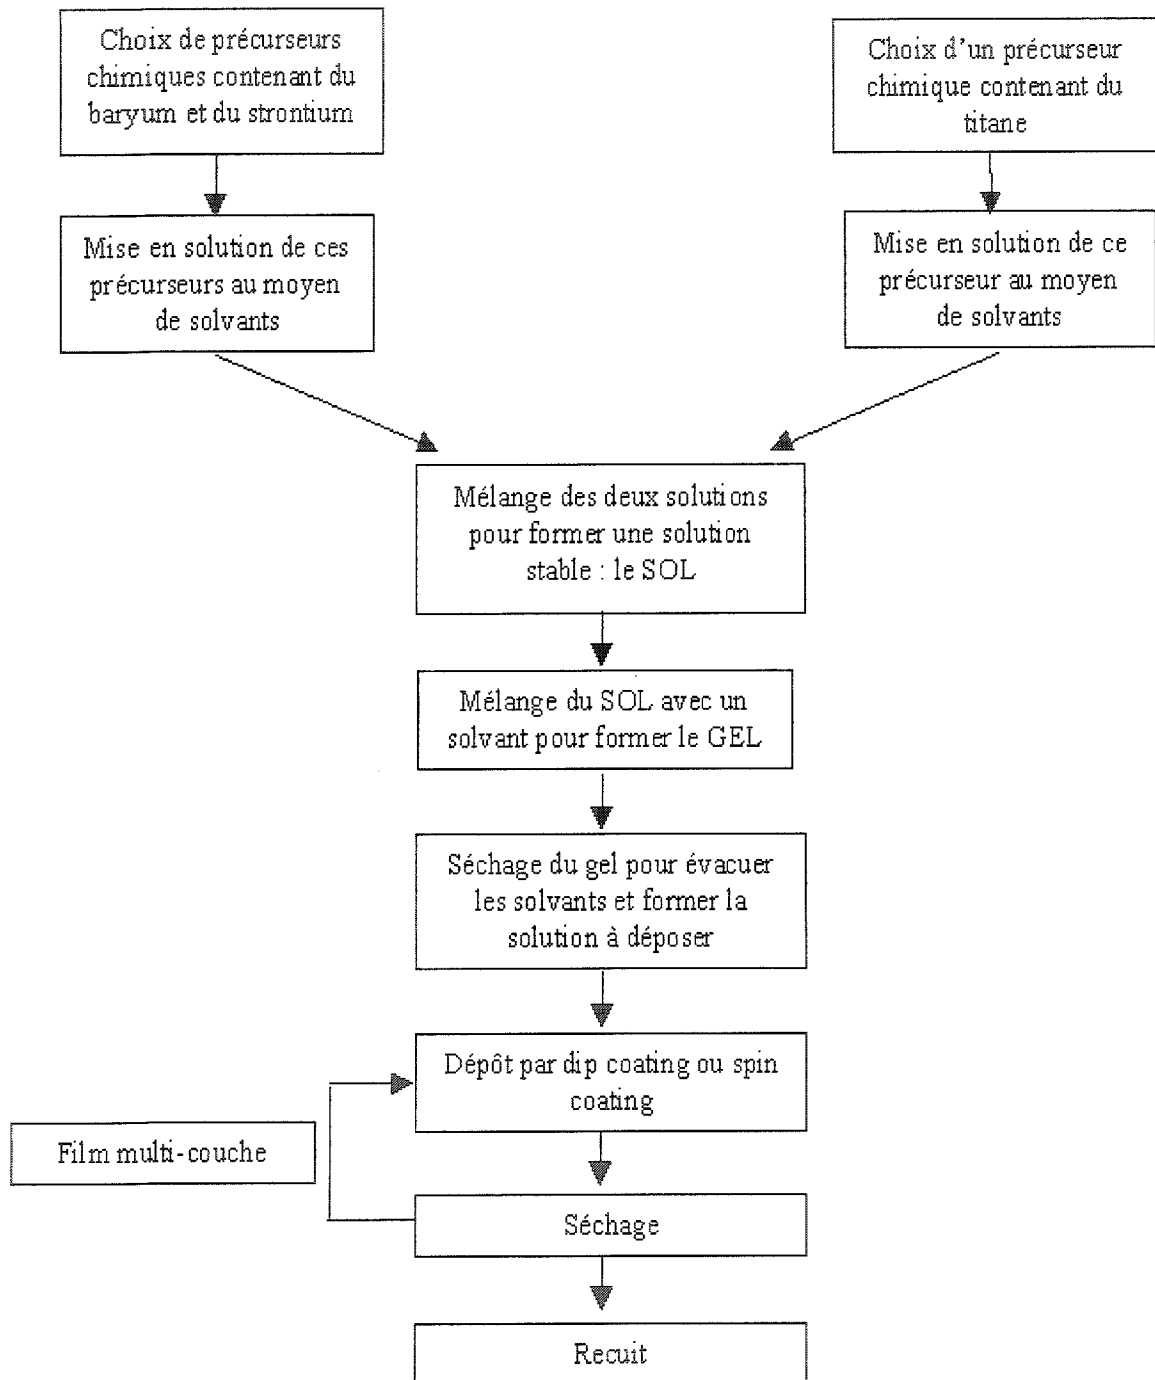 Choix de précurseurs
chimiques contenant du
baryum et du strontium
Choix d'un précurseur
chimique contenant du
titane
Mise en solution de ces
précurseurs au moyen
de solvants
Mise en solution de ce
précurseur au moyen
de solvants
Mélange des deux solutions
pour former une solution
stable : le SOL
Mélange du SOL avec un
solvant pour former le GEL
Séchage du gel pour évacuer
les solvants et former la
solution à déposer
Dépôt par dip coating ou spin
coating
Film multi-couche
Séchage
Recuit